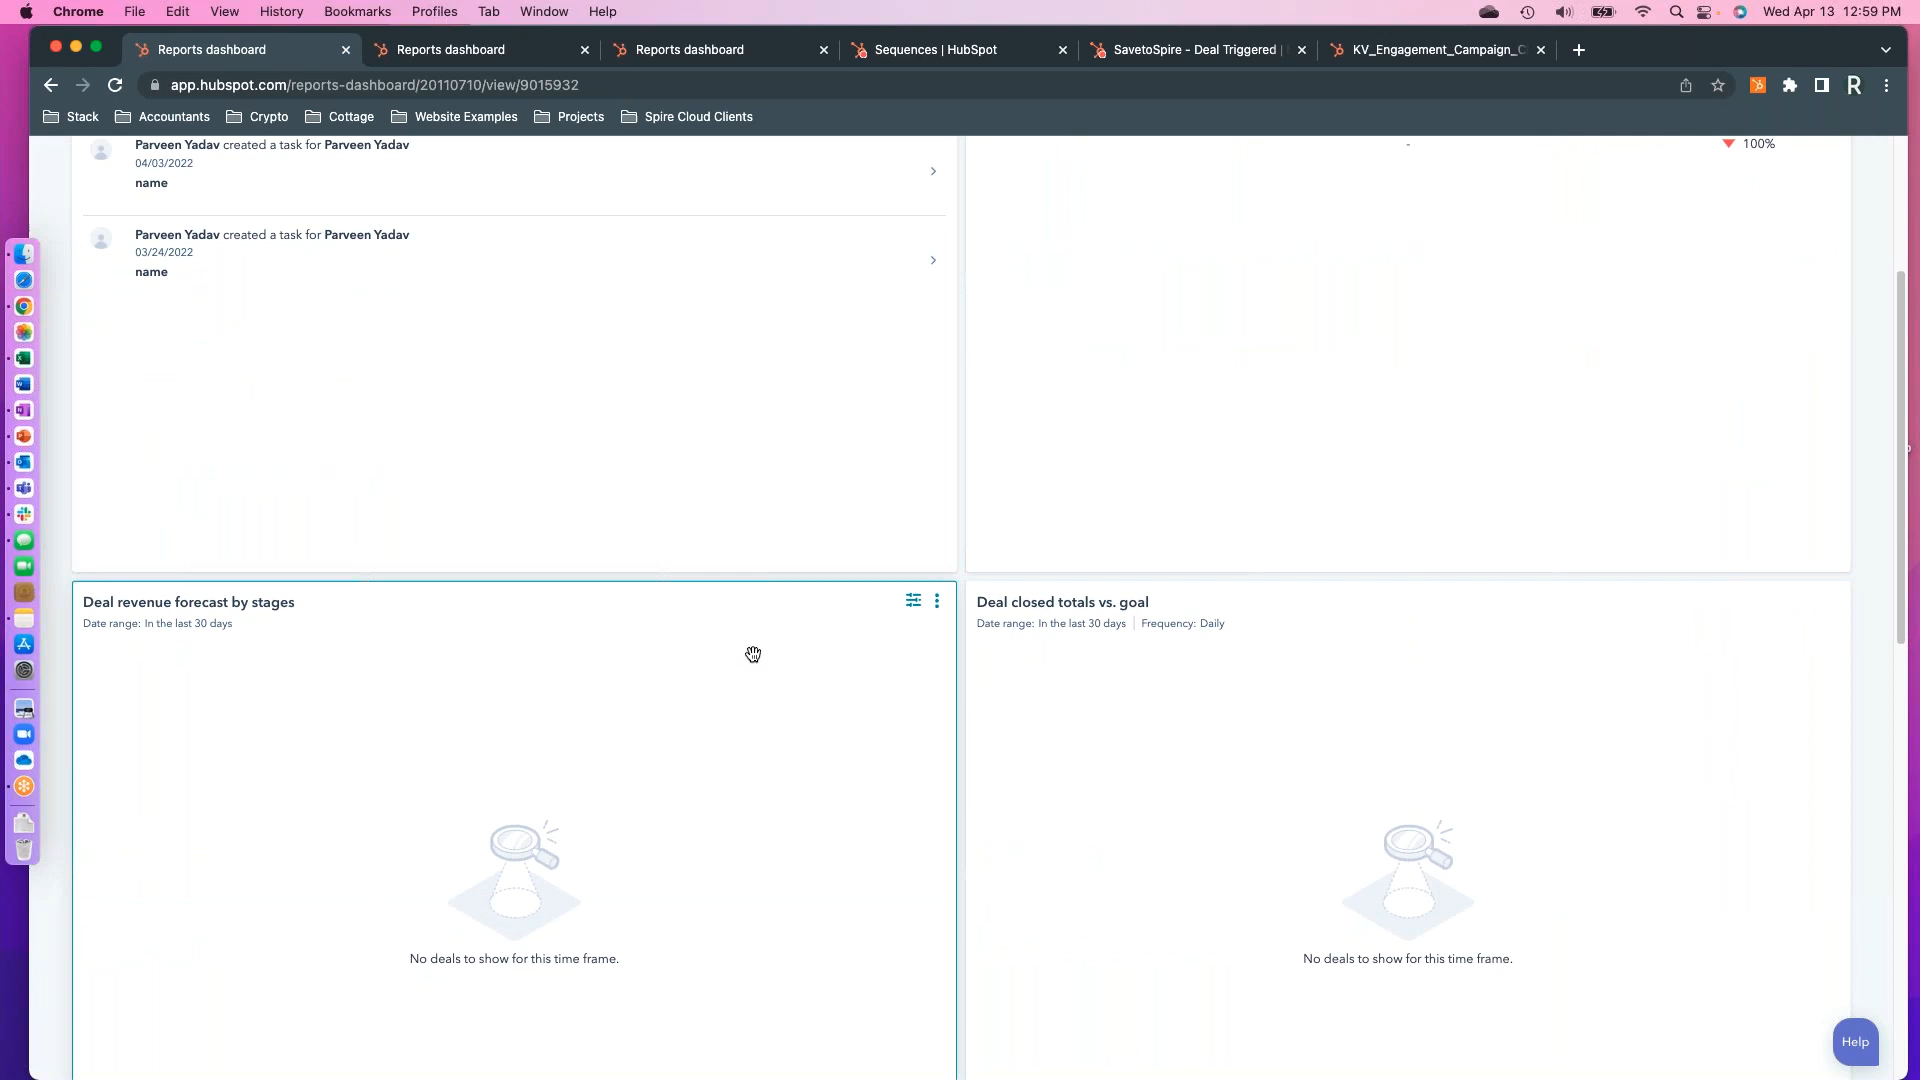 Chrome File Edit View History Bookmarks Profiles Tab Window Help Wed Apr 13 12:59 PM
Reports dashboard Reports dashboard Reports dashboard Sequences | HubSpot SavetoSpire - Deal Triggered | KV_Engagement_Campaign_C
app.hubspot.com/reports-dashboard/20110710/view/9015932 R
Stack Accountants Crypto Cottage Website Examples Projects Spire Cloud Clients
Parveen Yadav created a task for Parveen Yadav
04/03/2022
name
- 100%
Parveen Yadav created a task for Parveen Yadav
03/24/2022
name
Deal revenue forecast by stages
Date range: In the last 30 days
No deals to show for this time frame.
Deal closed totals vs. goal
Date range: In the last 30 days Frequency: Daily
No deals to show for this time frame.
Help